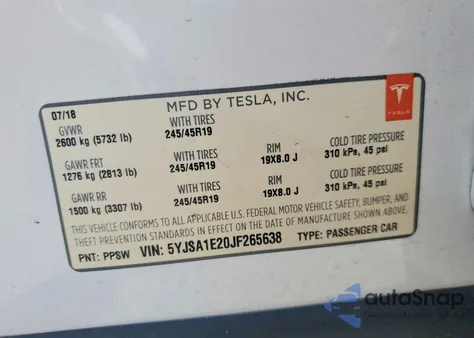 07/18
MFD BY TESLA, INC.
TESLA
GVWR
2600 kg (5732 lb)
WITH TIRES
245/45R19
GAWR FRT
1276 kg (2813 lb)
WITH TIRES
245/45R19
RIM
19X8.0 J
COLD TIRE PRESSURE
310 kPa, 45 psi
GAWR RR
1500 kg (3307 lb)
WITH TIRES
245/45R19
RIM
19X8.0 J
COLD TIRE PRESSURE
310 kPa, 45 psi
THIS VEHICLE CONFORMS TO ALL APPLICABLE U.S. FEDERAL MOTOR VEHICLE SAFETY, BUMPER, AND
THEFT PREVENTION STANDARDS IN EFFECT ON THE DATE OF MANUFACTURE SHOWN ABOVE.
PNT: PPSW VIN: 5YJSA1E20JF265638 TYPE: PASSENGER CAR
autoSnap